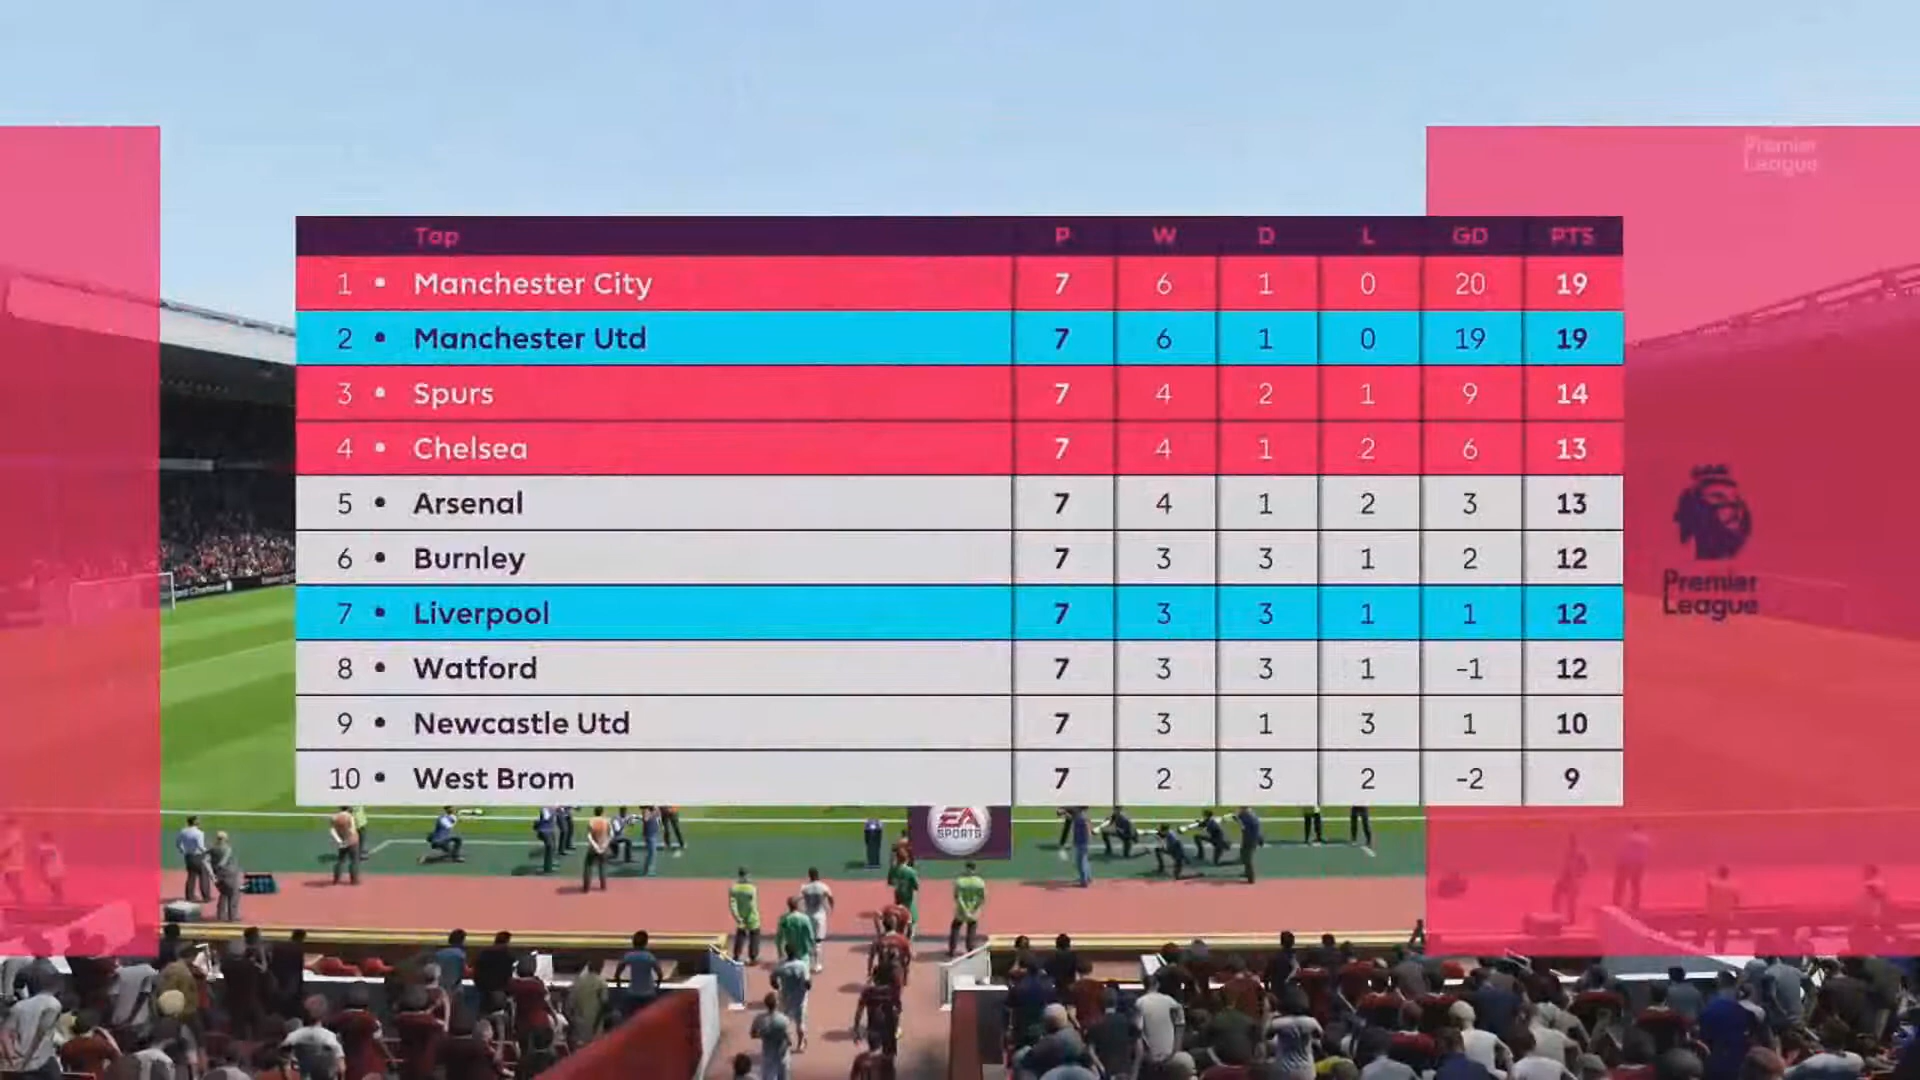 Premier
League
Top P W D L GD PTS
1 • Manchester City 7 6 1 0 20 19
2 • Manchester Utd 7 6 1 0 19 19
3 • Spurs 7 4 2 1 9 14
4 • Chelsea 7 4 1 2 6 13
5 • Arsenal 7 4 1 2 3 13
6 • Burnley 7 3 3 1 2 12
7 • Liverpool 7 3 3 1 1 12
8 • Watford 7 3 3 1 -1 12
9 • Newcastle Utd 7 3 1 3 1 10
10 • West Brom 7 2 3 2 -2 9
Premier
League
EA
SPORTS